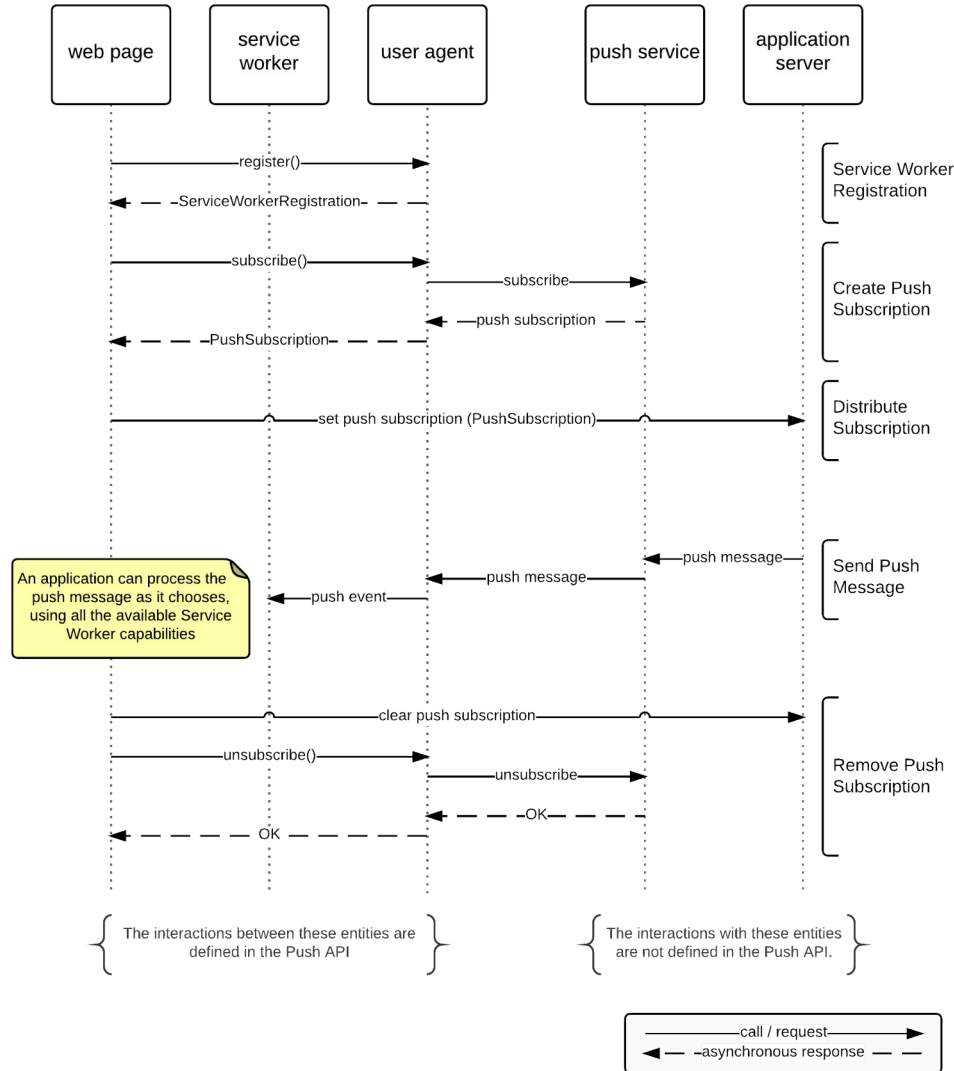 web page
service
worker
user agent
push service
application
server
register()
Service Worker
Registration
ServiceWorkerRegistration
subscribe()
subscribe
Create Push
Subscription
push subscription
PushSubscription
set push subscription (PushSubscription)
Distribute
Subscription
push message
Send Push
Message
push message
push event
An application can process the
push message as it chooses,
using all the available Service
Worker capabilities
clear push subscription
unsubscribe()
unsubscribe
Remove Push
Subscription
OK
OK
The interactions between these entities are
defined in the Push API
The interactions with these entities
are not defined in the Push API.
call / request
asynchronous response